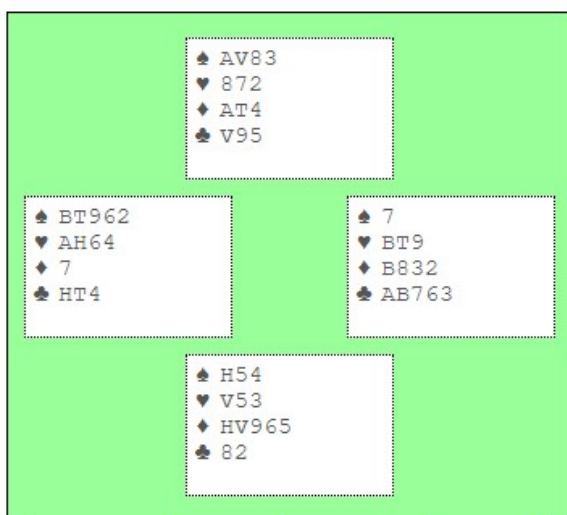 ♠ AV83
♥ 872
♦ AT4
♣ V95
♠ BT962
♥ AH64
♦ 7
♣ HT4
♠ 7
♥ BT9
♦ B832
♣ AB763
♠ H54
♥ V53
♦ HV965
♣ 82